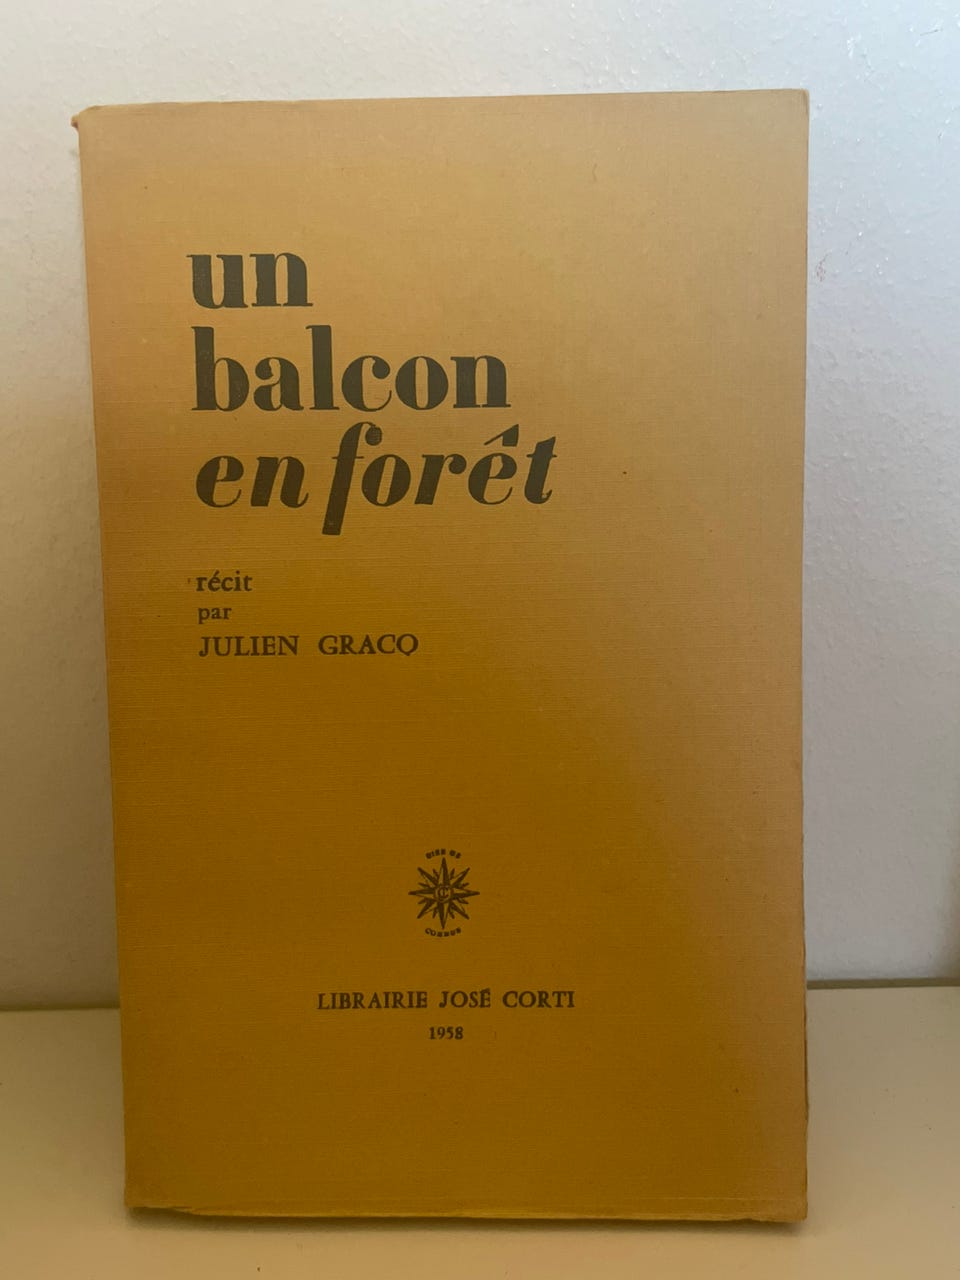 un
balcon
en forêt
récit
par
JULIEN GRACQ
LIBRAIRIE JOSÉ CORTI
1958